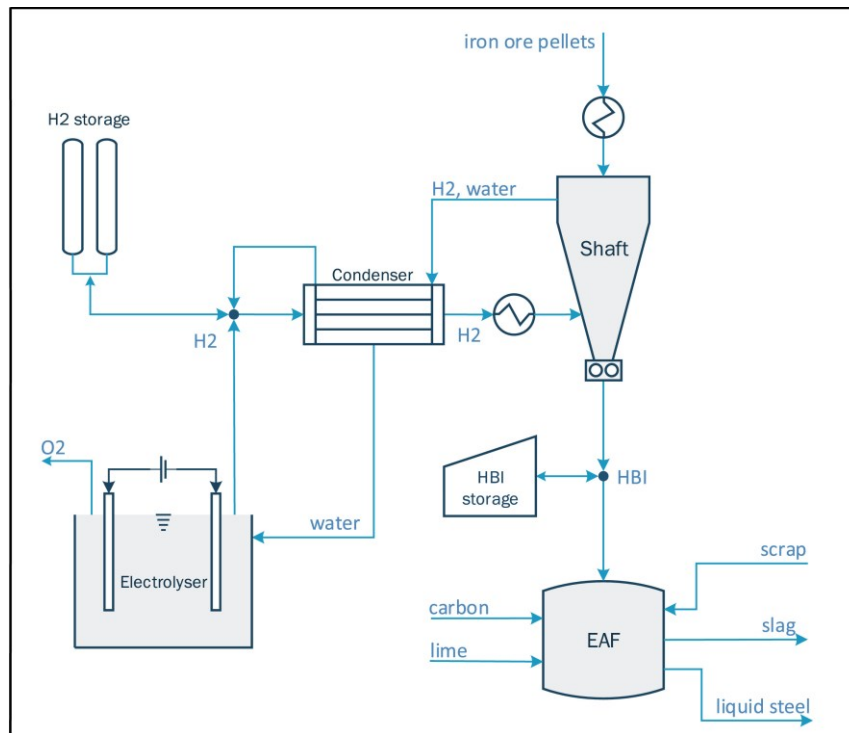 iron ore pellets
H2 storage
H2, water
Shaft
Condenser
H2
H2
O2
HBI
storage
HBI
water
Electrolyser
scrap
carbon
EAF
slag
lime
liquid steel